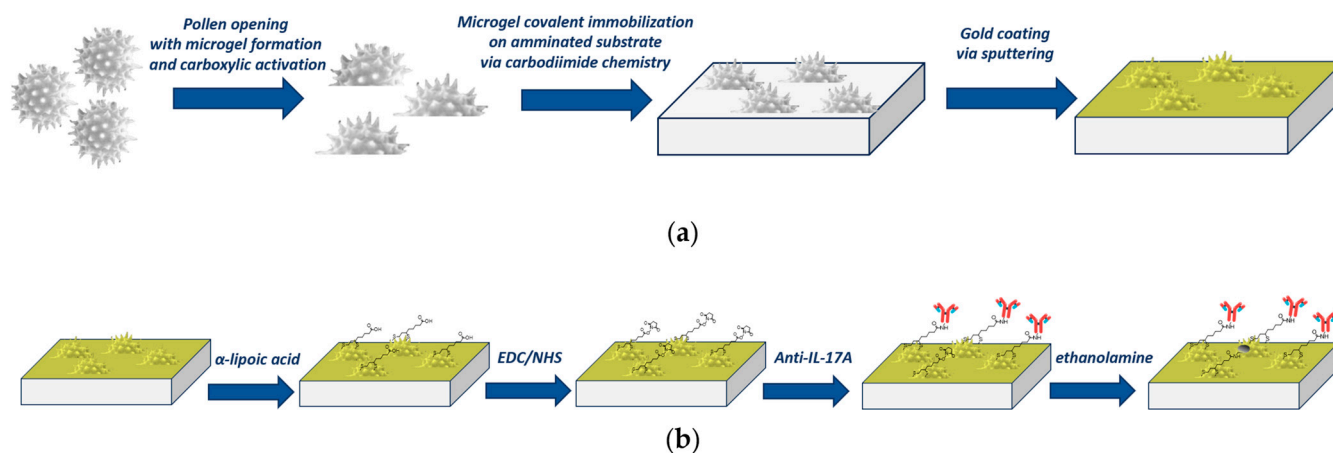 Pollen opening
with microgel formation
and carboxylic activation
Microgel covalent immobilization
on amminated substrate
via carbodiimide chemistry
Gold coating
via sputtering
(a)
α-lipoic acid
EDC/NHS
Anti-IL-17A
ethanolamine
(b)